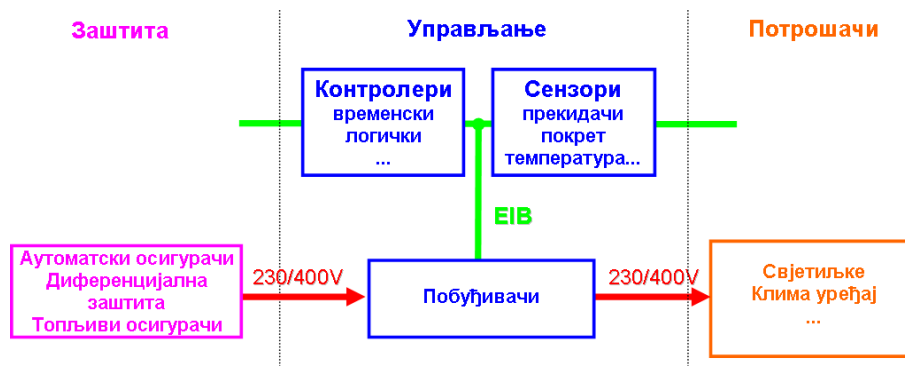 Заштита
Управљање
Потрошачи
Контролери
временски
логички
...
Сензори
прекидачи
покрет
температура...
EIB
Аутоматски осигурачи
Диференцијална
заштита
Топљиви осигурачи
230/400V
Побуђивачи
230/400V
Свјетиљке
Клима уређај
...